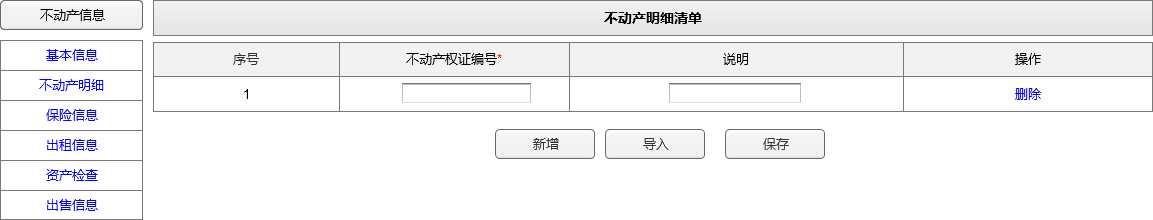 不动产信息
基本信息
不动产明细
保险信息
出租信息
资产检查
出售信息
不动产明细清单
序号 不动产权证编号* 说明 操作
1 删除
新增 导入 保存